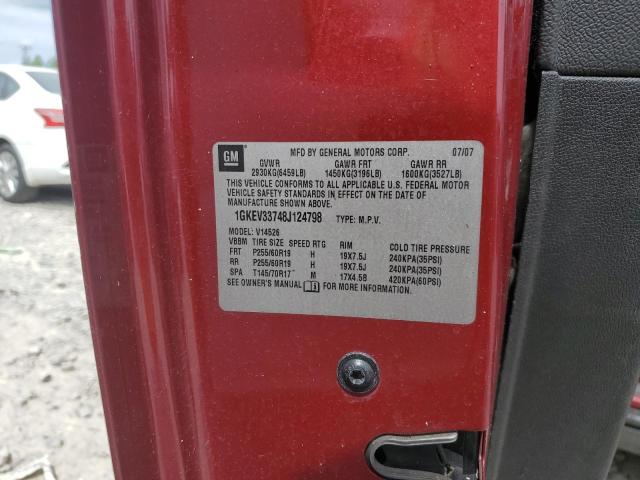 GM MFD BY GENERAL MOTORS CORP. 07/07
GVWR GAWR FRT GAWR RR
2930KG(6459LB) 1450KG(3196LB) 1600KG(3527LB)
THIS VEHICLE CONFORMS TO ALL APPLICABLE U.S. FEDERAL MOTOR
VEHICLE SAFETY STANDARDS IN EFFECT ON THE DATE OF
MANUFACTURE SHOWN ABOVE.
1GKEV33748J124798 TYPE: M.P.V.
MODEL: V14526
VBBM TIRE SIZE SPEED RTG RIM COLD TIRE PRESSURE
FRT P255/60R19 H 19X7.5J 240KPA(35PSI)
RR P255/60R19 H 19X7.5J 240KPA(35PSI)
SPA T145/70R17 M 17X4.5B 420KPA(60PSI)
SEE OWNER'S MANUAL FOR MORE INFORMATION.